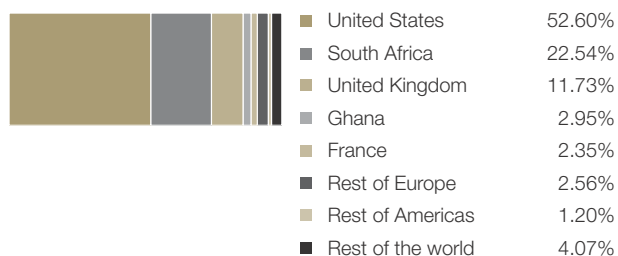 United States 52.60%
South Africa 22.54%
United Kingdom 11.73%
Ghana 2.95%
France 2.35%
Rest of Europe 2.56%
Rest of Americas 1.20%
Rest of the world 4.07%